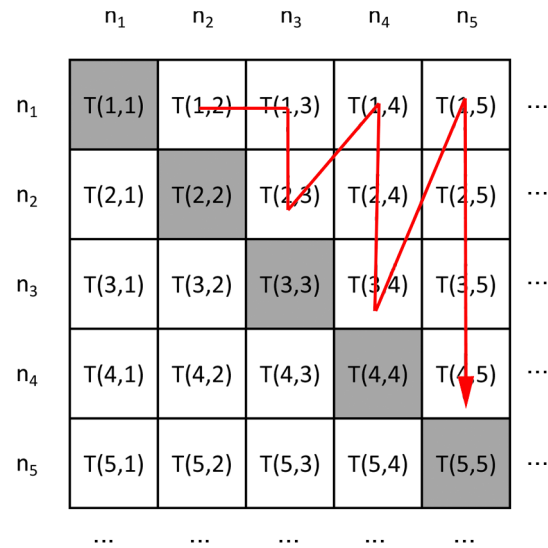 n₁ n₂ n₃ n₄ n₅
n₁ T(1,1) T(1,2) T(1,3) T(1,4) T(1,5) ...
n₂ T(2,1) T(2,2) T(2,3) T(2,4) T(2,5) ...
n₃ T(3,1) T(3,2) T(3,3) T(3,4) T(3,5) ...
n₄ T(4,1) T(4,2) T(4,3) T(4,4) T(4,5) ...
n₅ T(5,1) T(5,2) T(5,3) T(5,4) T(5,5) ...
... ... ... ... ...